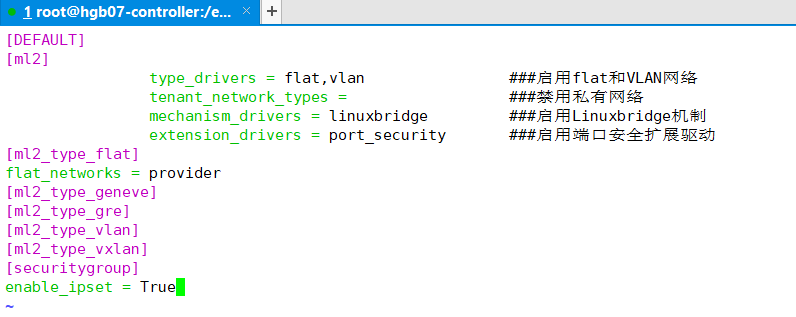 1 root@hgb07-controller:/e... × +
[DEFAULT]
[ml2]
type_drivers = flat,vlan ###启用flat和VLAN网络
tenant_network_types = ###禁用私有网络
mechanism_drivers = linuxbridge ###启用Linuxbridge机制
extension_drivers = port_security ###启用端口安全扩展驱动
[ml2_type_flat]
flat_networks = provider
[ml2_type_geneve]
[ml2_type_gre]
[ml2_type_vlan]
[ml2_type_vxlan]
[securitygroup]
enable_ipset = True
~